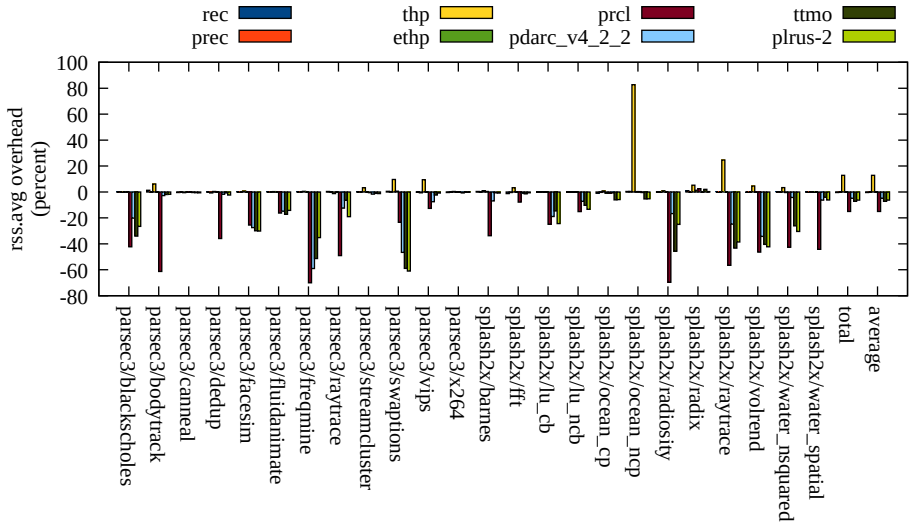 rec thp prcl ttmo
prec ethp pdarc_v4_2_2 plrus-2
rss.avg overhead
(percent)
100
80
60
40
20
0
-20
-40
-60
-80
parsec3/blackscholes
parsec3/bodytrack
parsec3/canneal
parsec3/dedup
parsec3/facesim
parsec3/fluidanimate
parsec3/freqmine
parsec3/raytrace
parsec3/streamcluster
parsec3/swaptions
parsec3/vips
parsec3/x264
splash2x/barnes
splash2x/fft
splash2x/lu_cb
splash2x/lu_ncb
splash2x/ocean_cp
splash2x/ocean_ncp
splash2x/radiosity
splash2x/radix
splash2x/raytrace
splash2x/volrend
splash2x/water_nsquared
splash2x/water_spatial
total
average